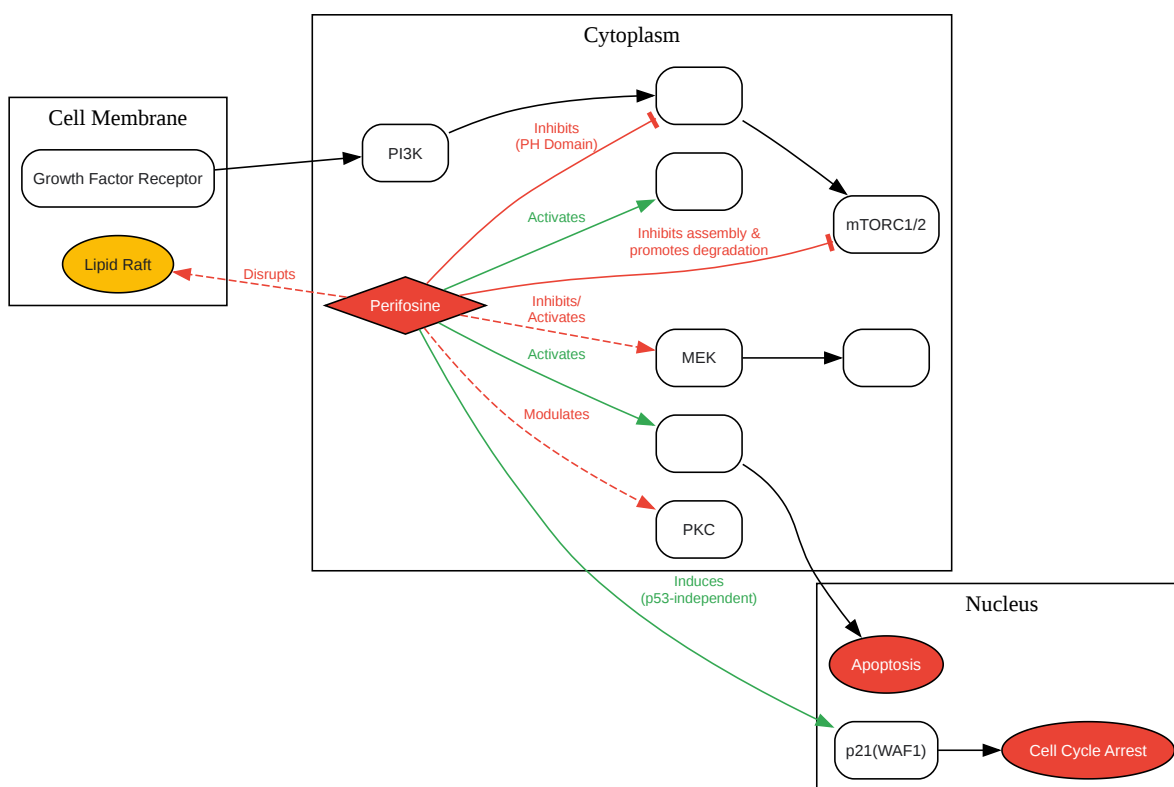 Cytoplasm
Cell Membrane
Growth Factor Receptor
Lipid Raft
PI3K
Inhibits
(PH Domain)
Activates
mTORC1/2
Inhibits assembly &
promotes degradation
Disrupts
Perifosine
Inhibits/
Activates
MEK
Activates
Modulates
PKC
Induces
(p53-independent)
Nucleus
Apoptosis
p21(WAF1)
Cell Cycle Arrest